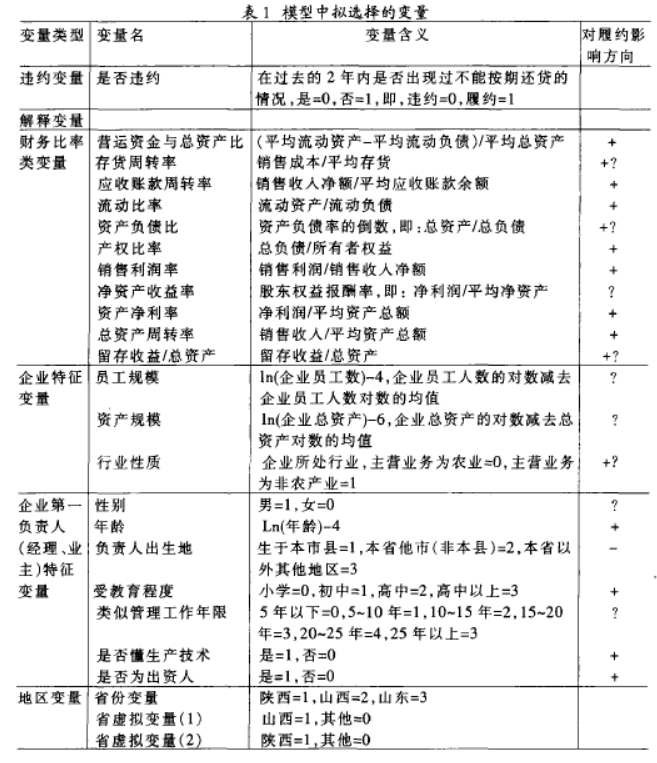 表1 模型中拟选择的变量
变量类型 变量名 变量含义 对履约影
响方向
违约变量 是否违约 在过去的2年内是否出现过不能按期还贷的
情况,是=0,否=1,即,违约=0,履约=1
解释变量
财务比率 营运资金与总资产比 (平均流动资产-平均流动负债)/平均总资产 +
类变量 存货周转率 销售成本/平均存货 +?
应收账款周转率 销售收入净额/平均应收账款余额 +
流动比率 流动资产/流动负债 +
资产负债比 资产负债率的倒数,即:总资产/总负债 +?
产权比率 总负债/所有者权益 +
销售利润率 销售利润/销售收入净额 +
净资产收益率 股东权益报酬率,即: 净利润/平均净资产 ?
资产净利率 净利润/平均资产总额 +
总资产周转率 销售收入/平均资产总额 +
留存收益/总资产 留存收益/总资产 +?
企业特征 员工规模 ln(企业员工数)-4,企业员工人数的对数减去 ?
变量 企业员工人数对数的均值
资产规模 ln(企业总资产)-6,企业总资产的对数减去总 ?
资产对数的均值
行业性质 企业所处行业,主营业务为农业=0,主营业务 +?
为非农产业=1
企业第一 性别 男=1,女=0 ?
负责人 年龄 Ln(年龄)-4 +
(经理、业 负责人出生地 生于本市县=1,本省他市(非本县)=2,本省以 -
主)特征 外其他地区=3
变量 受教育程度 小学=0,初中=1,高中=2,高中以上=3 +
类似管理工作年限 5年以下=0,5~10年=1,10~15年=2,15~20 ?
年=3,20~25年=4,25年以上=3
是否懂生产技术 是=1,否=0 +
是否为出资人 是=1,否=0 +
地区变量 省份变量 陕西=1,山西=2,山东=3
省虚拟变量(1) 山西=1,其他=0
省虚拟变量(2) 陕西=1,其他=0